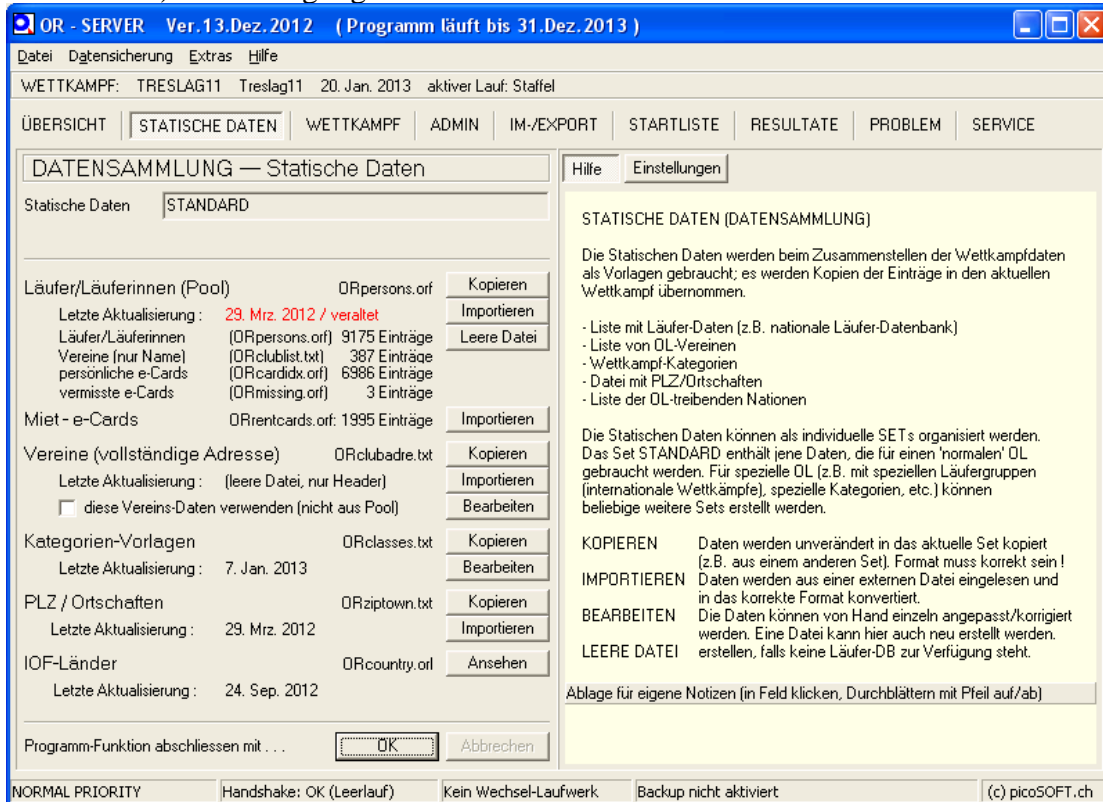 OR - SERVER Ver.13.Dez.2012 ( Programm läuft bis 31.Dez.2013 )
Datei Datensicherung Extras Hilfe
WETTKAMPF: TRESLAG11 Treslag11 20. Jan. 2013 aktiver Lauf: Staffel
ÜBERSICHT STATISCHE DATEN WETTKAMPF ADMIN IM-/EXPORT STARTLISTE RESULTATE PROBLEM SERVICE
DATENSAMMLUNG — Statische Daten
Statische Daten STANDARD
Läufer/Läuferinnen (Pool) ORpersons.orf Kopieren
Letzte Aktualisierung : 29. Mrz. 2012 / veraltet Importieren
Läufer/Läuferinnen (ORpersons.orf) 9175 Einträge Leere Datei
Vereine (nur Name) (ORclublist.txt) 387 Einträge
persönliche e-Cards (ORcardidx.orf) 6986 Einträge
vermisste e-Cards (ORmissing.orf) 3 Einträge
Miet - e-Cards ORrentcards.orf: 1995 Einträge Importieren
Vereine (vollständige Adresse) ORclubadre.txt Kopieren
Letzte Aktualisierung : (leere Datei, nur Header) Importieren
diese Vereins-Daten verwenden (nicht aus Pool) Bearbeiten
Kategorien-Vorlagen ORclasses.txt Kopieren
Letzte Aktualisierung : 7. Jan. 2013 Bearbeiten
PLZ / Ortschaften ORziptown.txt Kopieren
Letzte Aktualisierung : 29. Mrz. 2012 Importieren
IOF-Länder ORcountry.orl Ansehen
Letzte Aktualisierung : 24. Sep. 2012
Programm-Funktion abschliessen mit . . . OK Abbrechen
Hilfe Einstellungen
STATISCHE DATEN (DATENSAMMLUNG)
Die Statischen Daten werden beim Zusammenstellen der Wettkampfdaten
als Vorlagen gebraucht; es werden Kopien der Einträge in den aktuellen
Wettkampf übernommen.
- Liste mit Läufer-Daten (z.B. nationale Läufer-Datenbank)
- Liste von OL-Vereinen
- Wettkampf-Kategorien
- Datei mit PLZ/Ortschaften
- Liste der OL-treibenden Nationen
Die Statischen Daten können als individuelle SETs organisiert werden.
Das Set STANDARD enthält jene Daten, die für einen 'normalen' OL
gebraucht werden. Für spezielle OL (z.B. mit speziellen Läufergruppen
(internationale Wettkämpfe), spezielle Kategorien, etc.) können
beliebige weitere Sets erstellt werden.
KOPIEREN Daten werden unverändert in das aktuelle Set kopiert
(z.B. aus einem anderen Set). Format muss korrekt sein !
IMPORTIEREN Daten werden aus einer externen Datei eingelesen und
in das korrekte Format konvertiert.
BEARBEITEN Die Daten können von Hand einzeln angepasst/korrigiert
werden. Eine Datei kann hier auch neu erstellt werden.
LEERE DATEI erstellen, falls keine Läufer-DB zur Verfügung steht.
Ablage für eigene Notizen (in Feld klicken, Durchblättern mit Pfeil auf/ab)
NORMAL PRIORITY Handshake: OK (Leerlauf) Kein Wechsel-Laufwerk Backup nicht aktiviert (c) picoSOFT.ch